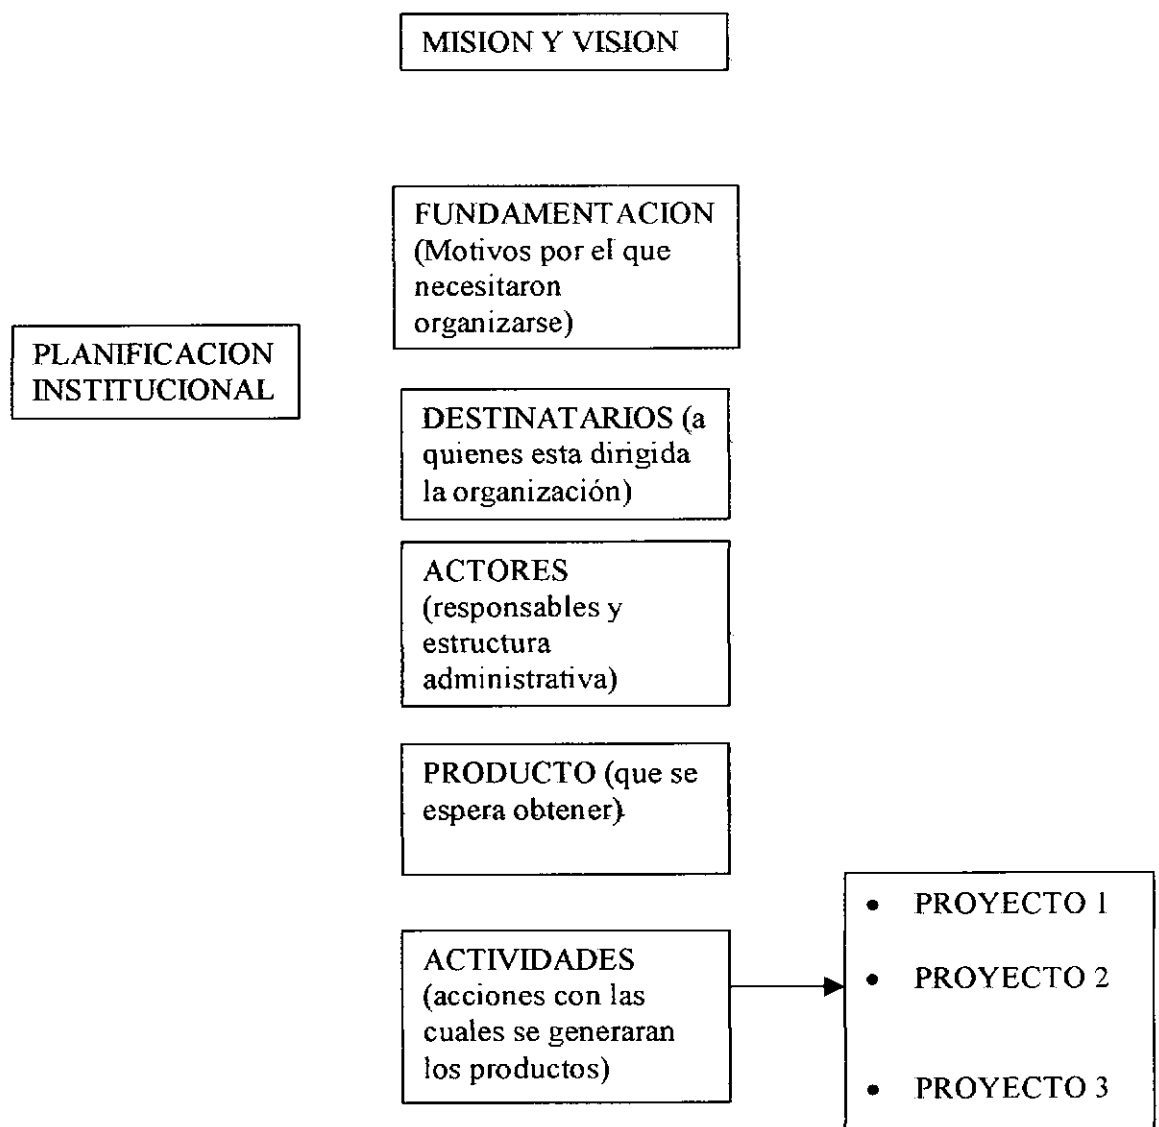 MISION Y VISION
FUNDAMENTACION
(Motivos por el que
necesitaron
organizarse)
PLANIFICACION
INSTITUCIONAL
DESTINATARIOS (a
quienes esta dirigida
la organización)
ACTORES
(responsables y
estructura
administrativa)
PRODUCTO (que se
espera obtener)
ACTIVIDADES
(acciones con las
cuales se generaran
los productos)
• PROYECTO 1
• PROYECTO 2
• PROYECTO 3